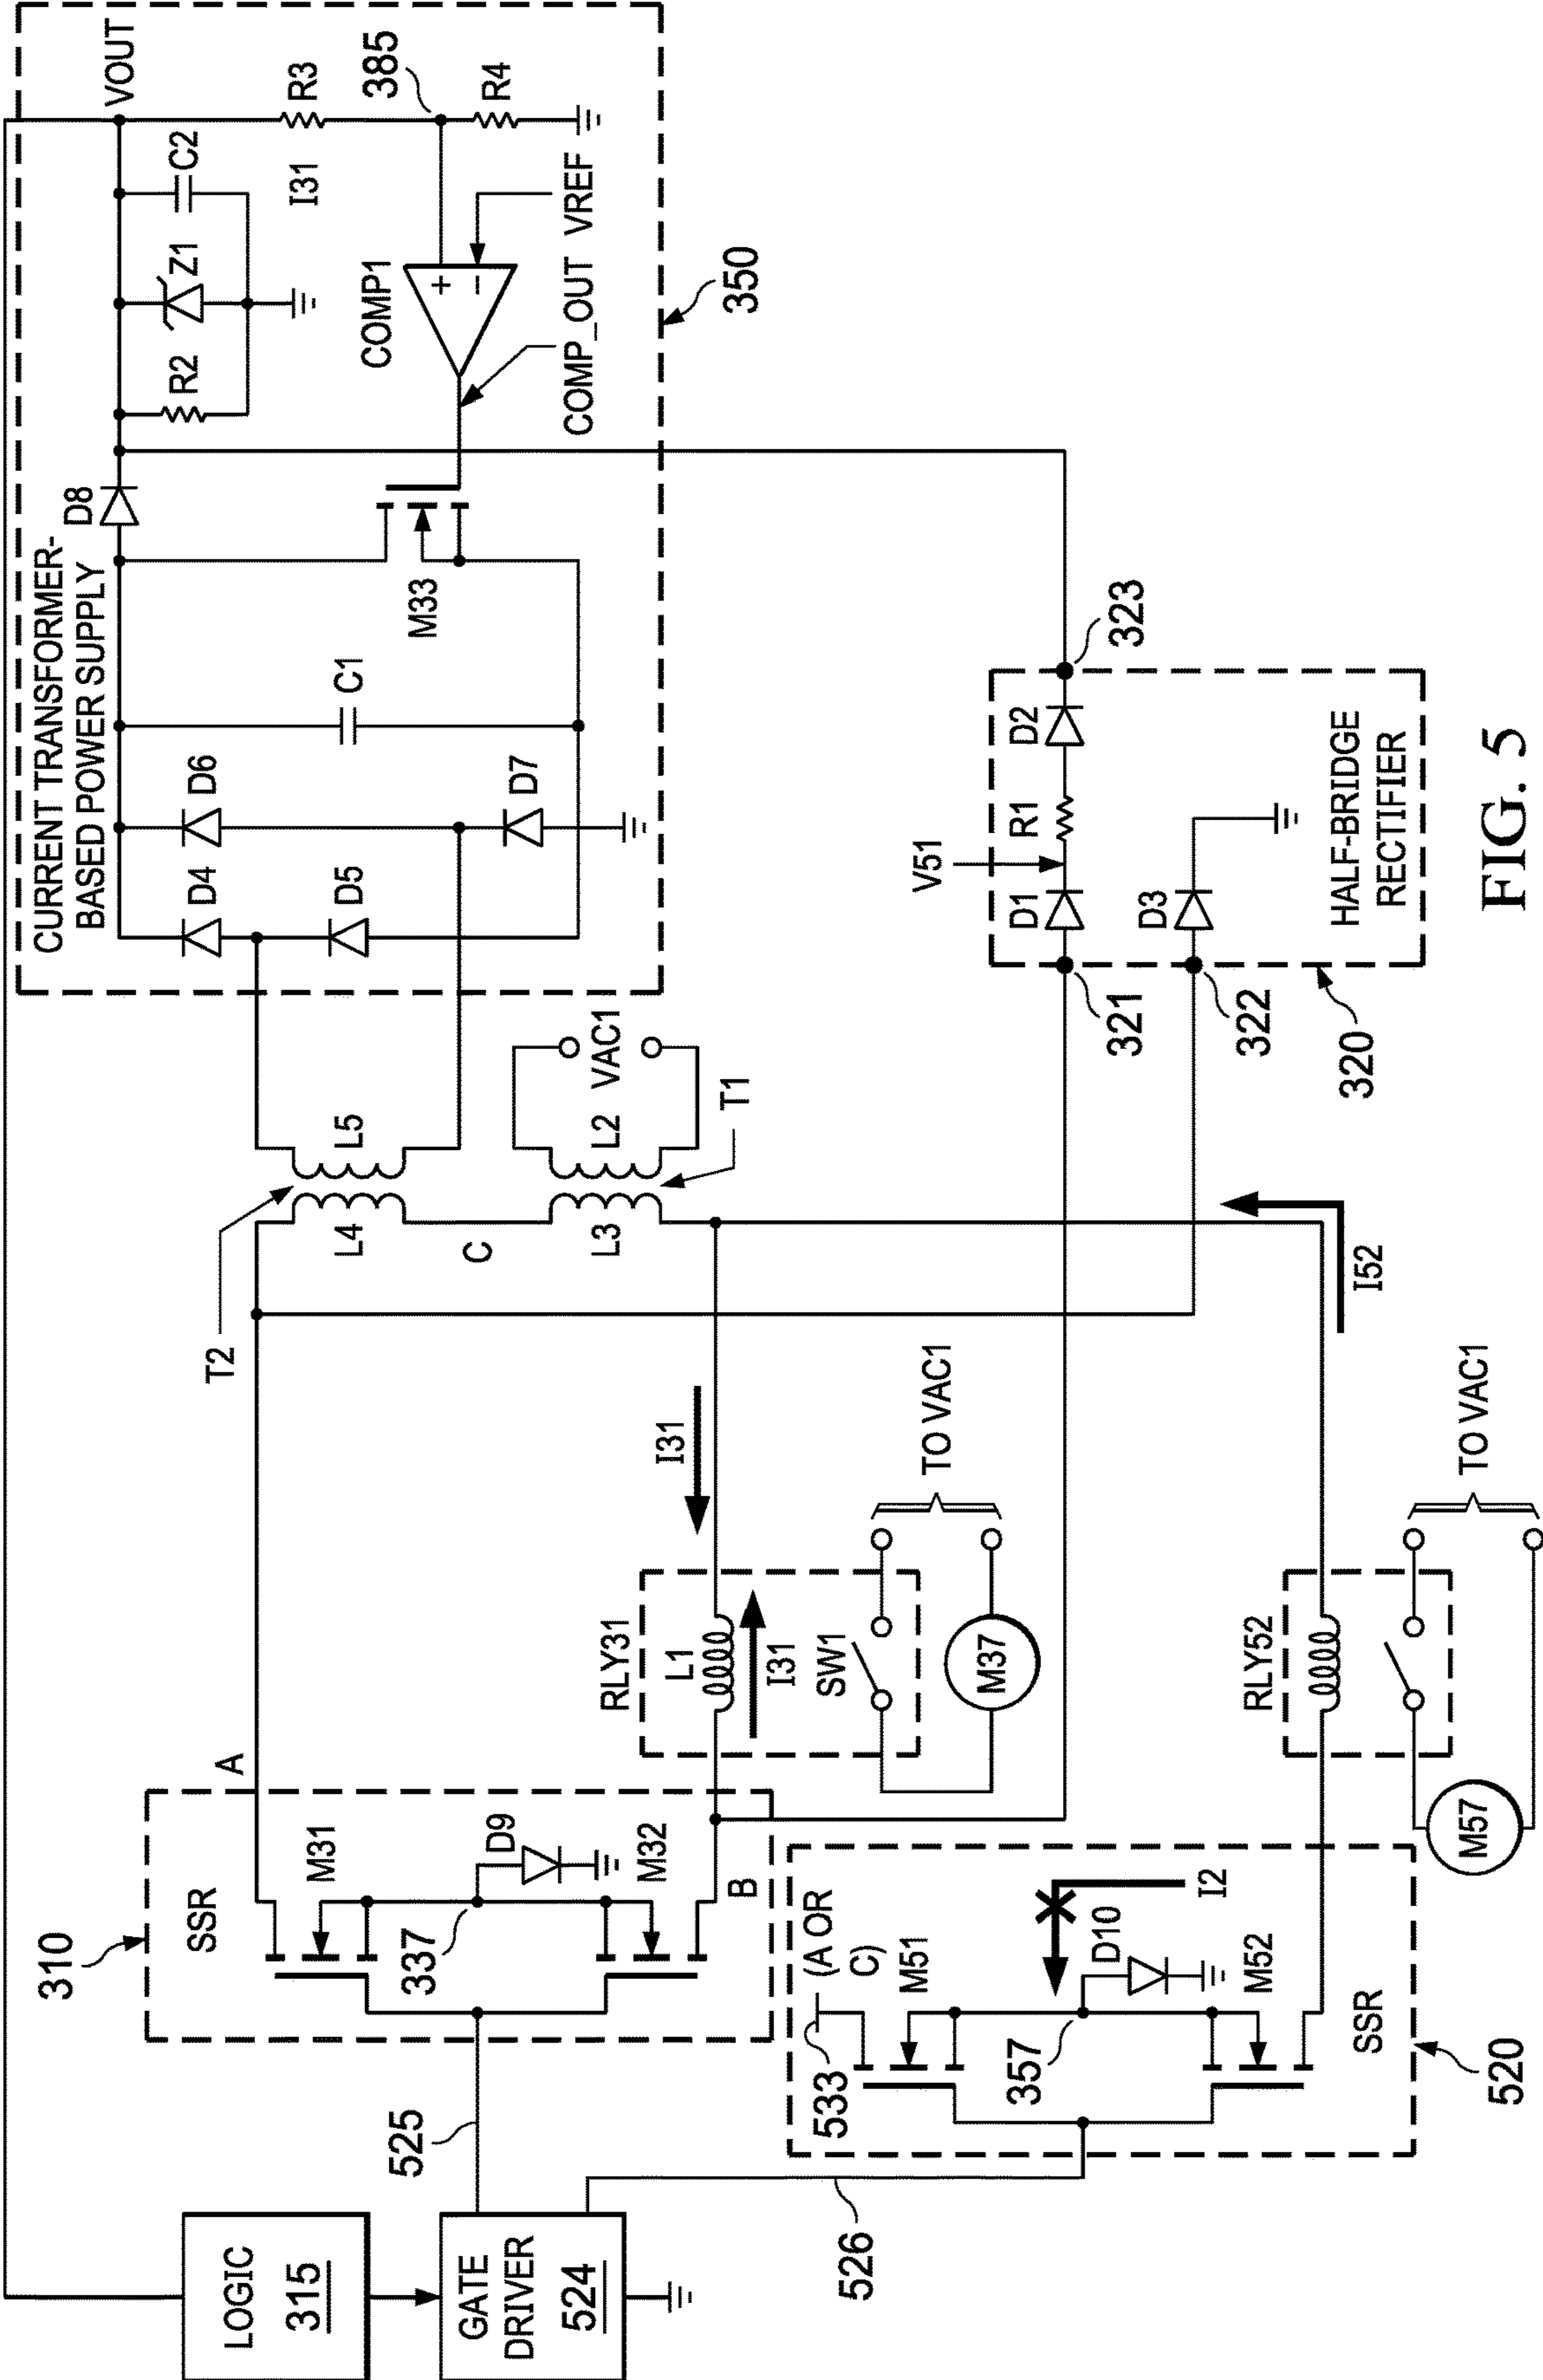 CURRENT TRANSFORMER-
BASED POWER SUPPLY
D8
VOUT
R2
Z1
C2
I31
R3
385
R4
D4
D6
D5
D7
C1
M33
COMP1
+
−
COMP_OUT
VREF
350
T2
L4
L5
C
L3
L2
VAC1
T1
A
310
SSR
M31
337
D9
M32
B
LOGIC
315
GATE
DRIVER
524
525
526
RLY31
L1
I31
I31
SW1
M37
TO VAC1
V51
D1
R1
D2
323
321
D3
322
HALF-BRIDGE
RECTIFIER
320
533
(A OR
C)
M51
I2
357
D10
M52
SSR
520
RLY52
I52
M57
TO VAC1
FIG. 5